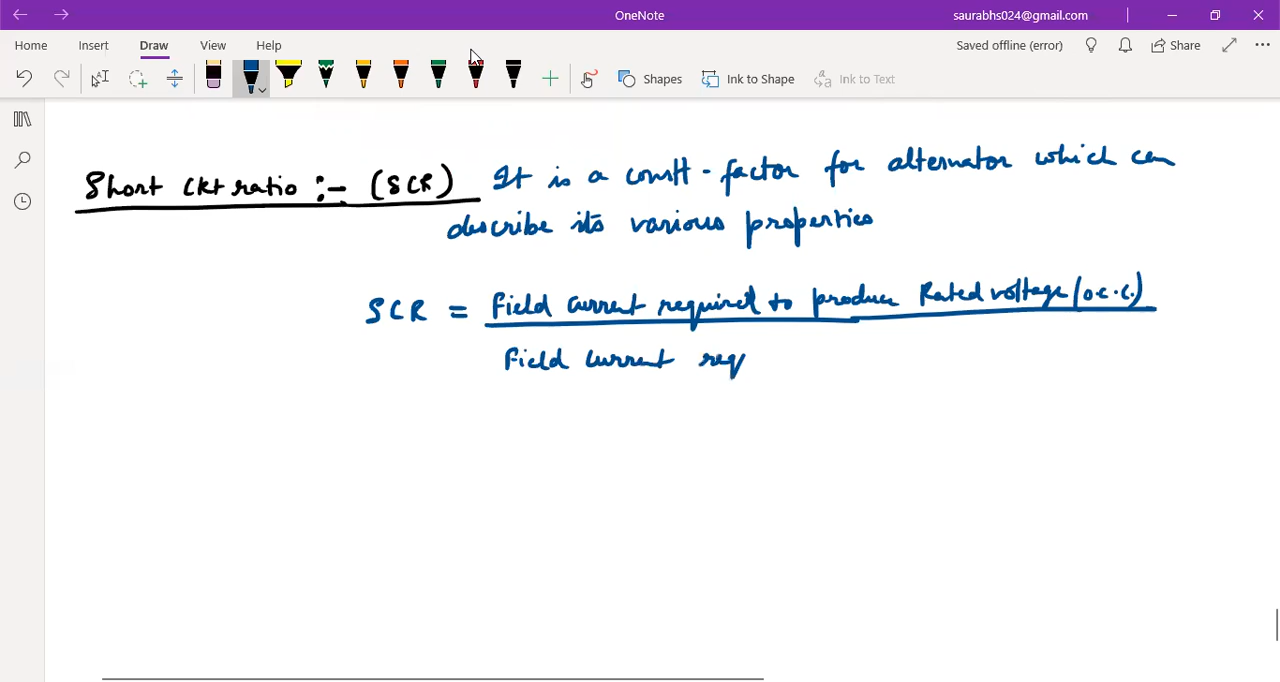 OneNote
saurabhs024@gmail.com
Home Insert Draw View Help
Saved offline (error) Share
Shapes Ink to Shape Ink to Text
Short Ckt ratio :- (SCR) It is a constt-factor for alternator which can
describe its various properties
SCR = Field current required to produce Rated voltage (o.c.)
Field current req